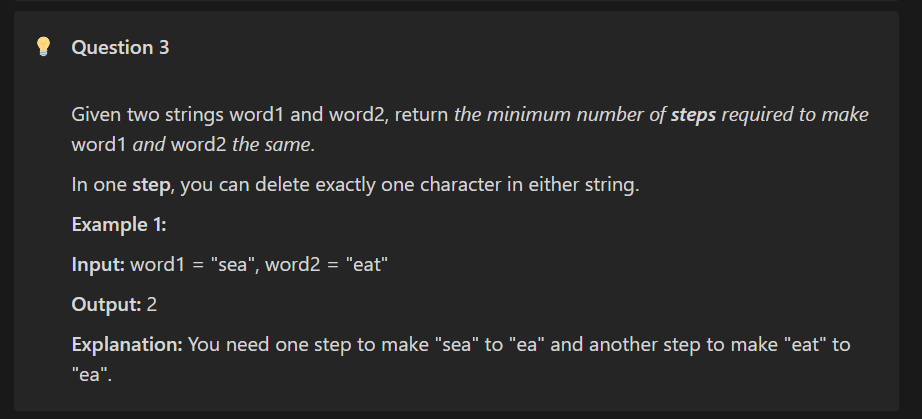 Question 3
Given two strings word1 and word2, return the minimum number of steps required to make
word1 and word2 the same.
In one step, you can delete exactly one character in either string.
Example 1:
Input: word1 = "sea", word2 = "eat"
Output: 2
Explanation: You need one step to make "sea" to "ea" and another step to make "eat" to
"ea".